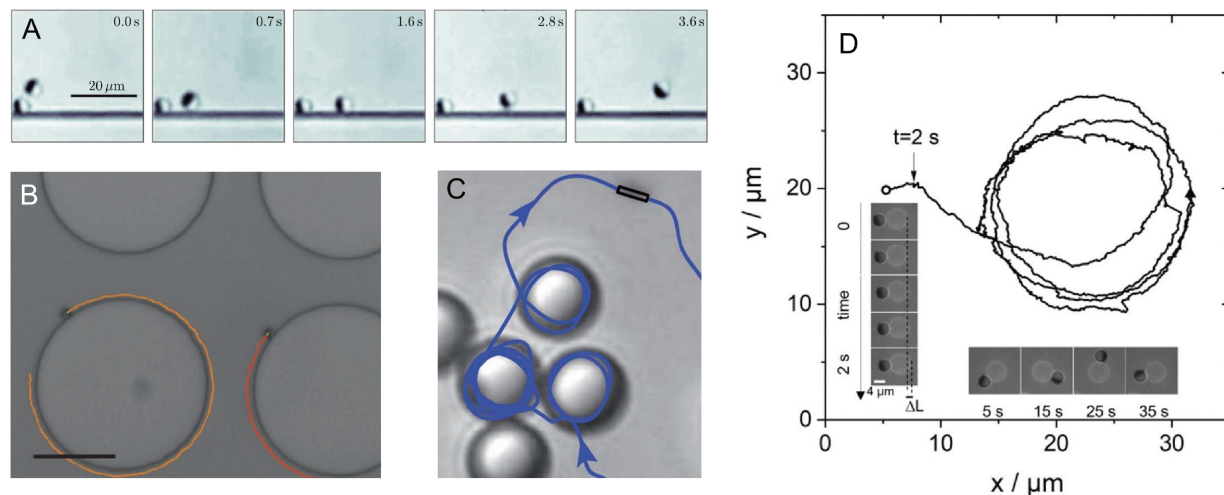 A
0.0 s
20 μm
0.7 s
1.6 s
2.8 s
3.6 s
B
C
D
y / µm
35
30
20
10
0
t=2 s
0
time
2 s
4 µm
ΔL
5 s
15 s
25 s
35 s
0
10
20
30
x / µm